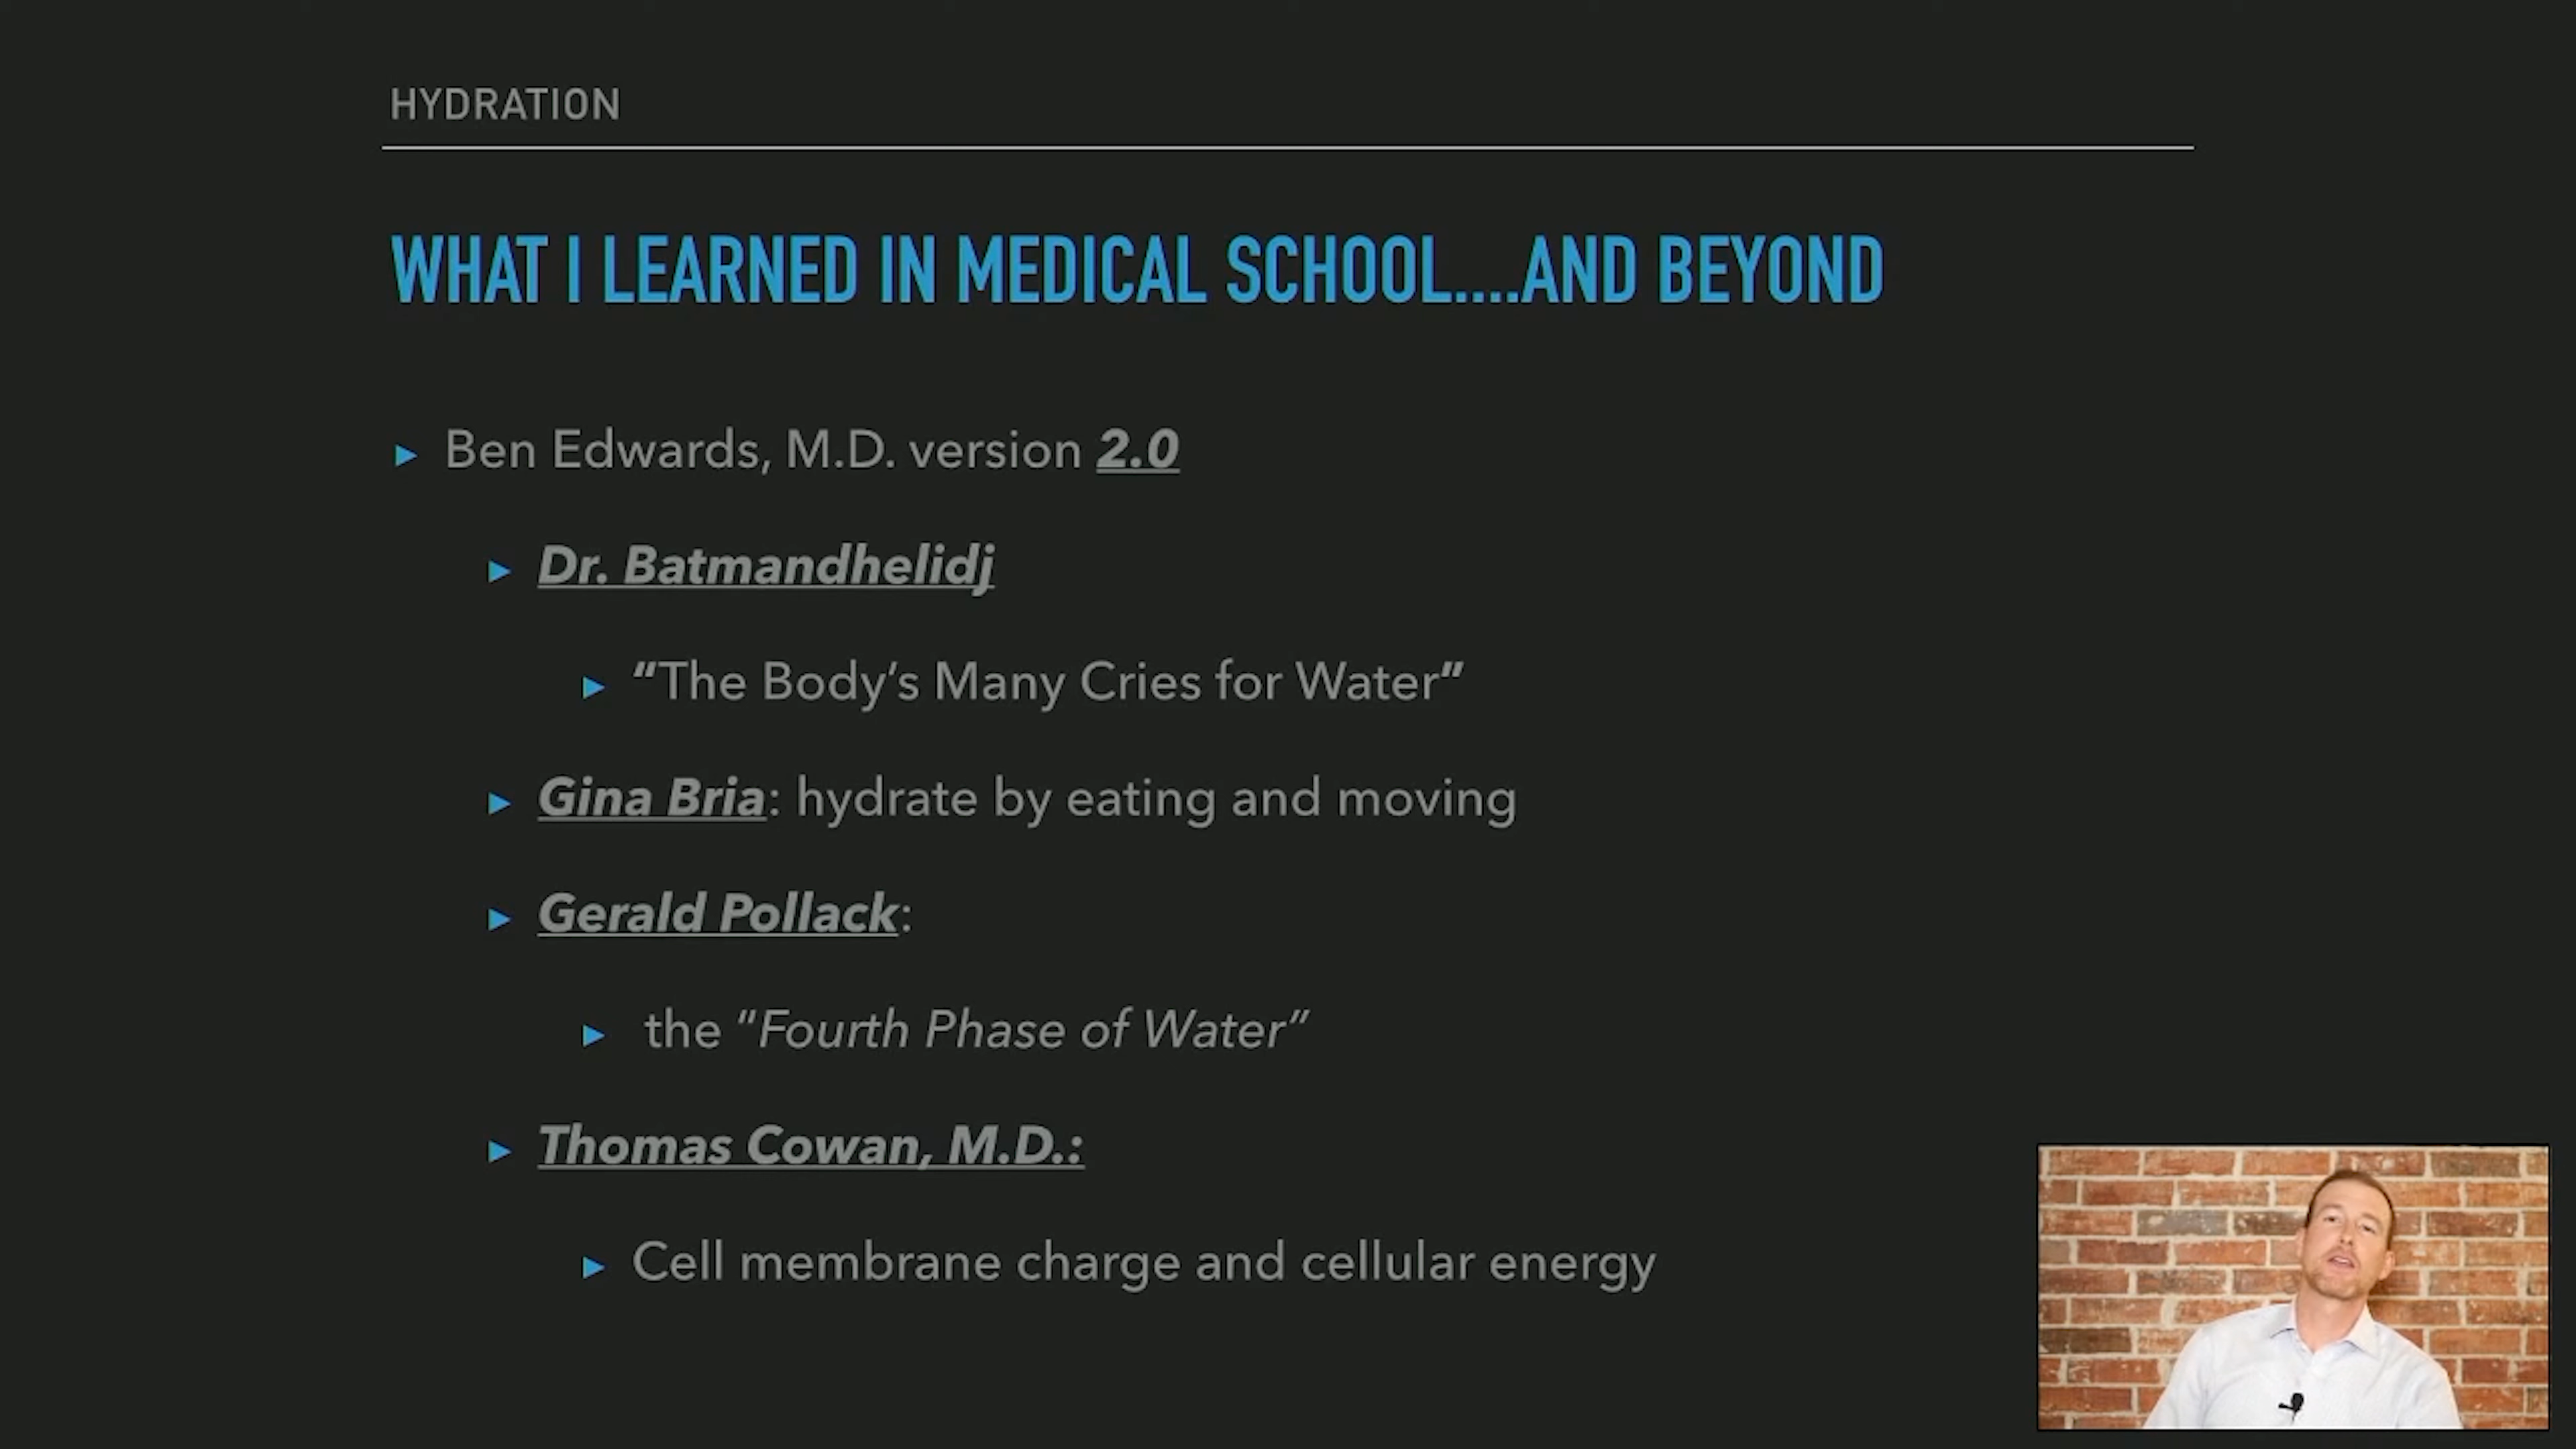 HYDRATION
WHAT I LEARNED IN MEDICAL SCHOOL....AND BEYOND
▸ Ben Edwards, M.D. version 2.0
▸ Dr. Batmandhelidj
▸ "The Body's Many Cries for Water"
▸ Gina Bria: hydrate by eating and moving
▸ Gerald Pollack:
▸ the "Fourth Phase of Water"
▸ Thomas Cowan, M.D.:
▸ Cell membrane charge and cellular energy